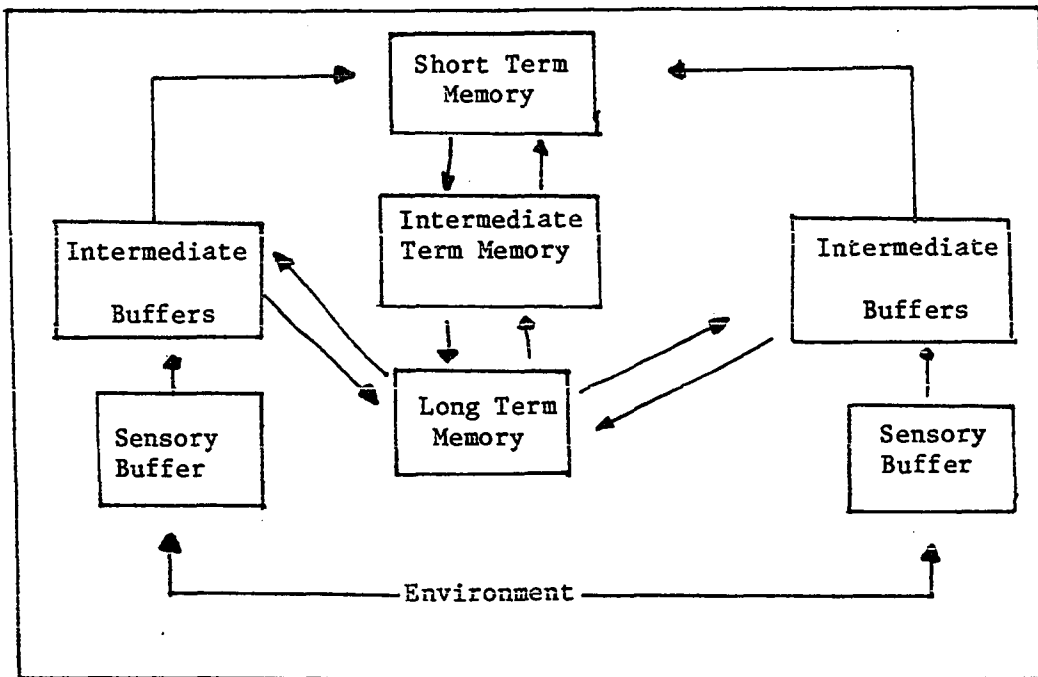 Short Term
Memory
Intermediate
Term Memory
Intermediate
Buffers
Intermediate
Buffers
Long Term
Memory
Sensory
Buffer
Sensory
Buffer
Environment